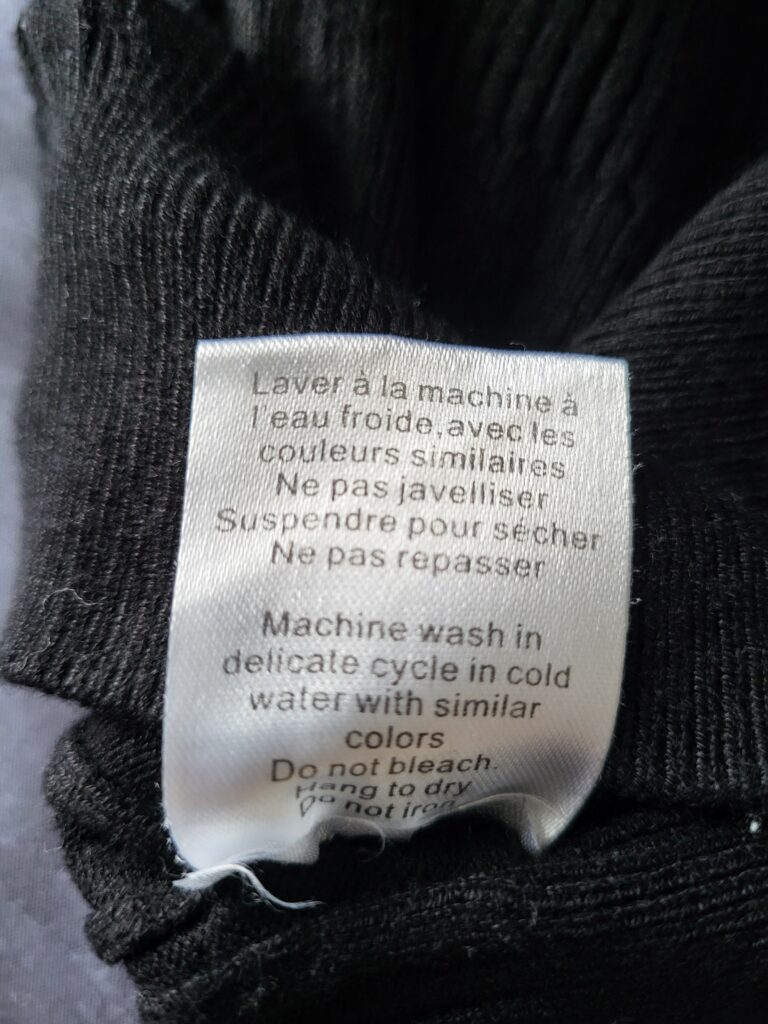 Laver à la machine à
l'eau froide,avec les
couleurs similaires
Ne pas javelliser
Suspendre pour sécher
Ne pas repasser
Machine wash in
delicate cycle in cold
water with similar
colors
Do not bleach.
Hang to dry
Do not iron